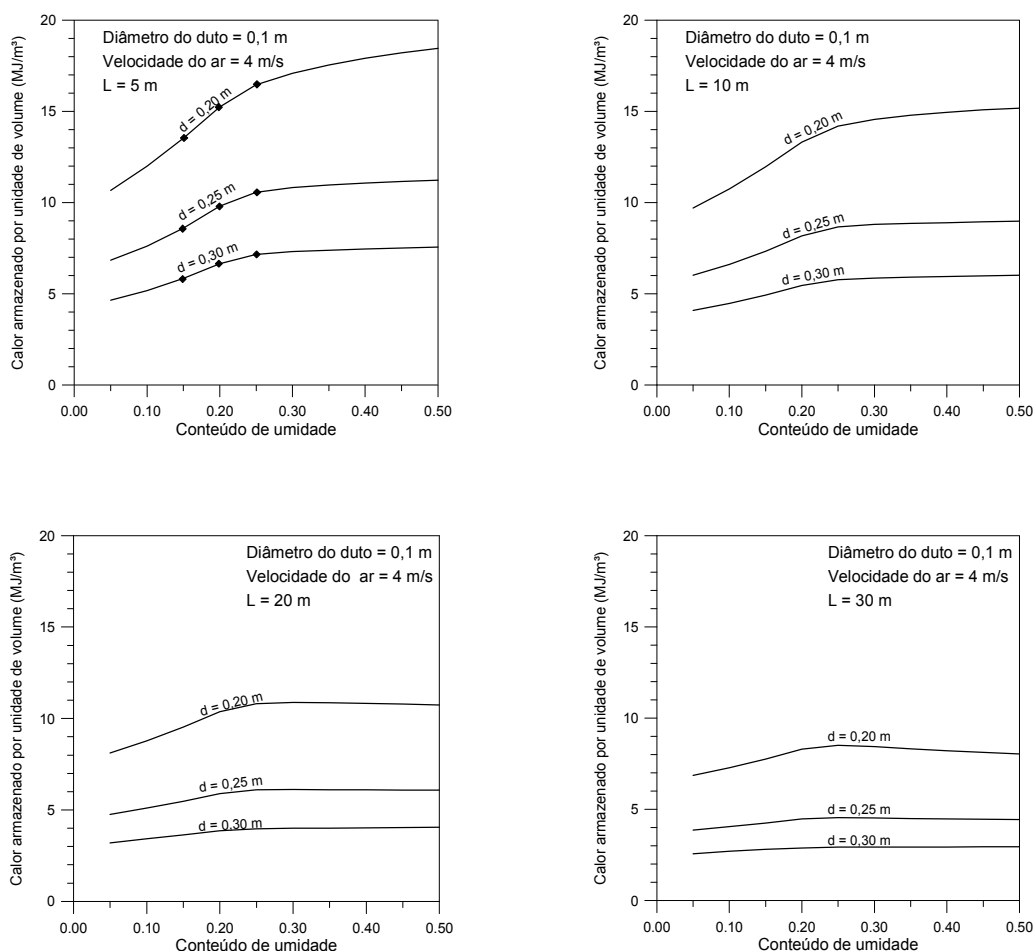 Calor armazenado por unidade de volume (MJ/m³)
20
15
10
5
0
Diâmetro do duto = 0,1 m
Velocidade do ar = 4 m/s
L = 5 m
d = 0,20 m
d = 0,25 m
d = 0,30 m
0.00 0.10 0.20 0.30 0.40 0.50
Conteúdo de umidade
Calor armazenado por unidade de volume (MJ/m³)
20
15
10
5
0
Diâmetro do duto = 0,1 m
Velocidade do ar = 4 m/s
L = 10 m
d = 0,20 m
d = 0,25 m
d = 0,30 m
0.00 0.10 0.20 0.30 0.40 0.50
Conteúdo de umidade
Calor armazenado por unidade de volume (MJ/m³)
20
15
10
5
0
Diâmetro do duto = 0,1 m
Velocidade do  ar = 4 m/s
L = 20 m
d = 0,20 m
d = 0,25 m
d = 0,30 m
0.00 0.10 0.20 0.30 0.40 0.50
Conteúdo de umidade
Calor armazenado por unidade de volume (MJ/m³)
20
15
10
5
0
Diâmetro do duto = 0,1 m
Velocidade do ar = 4 m/s
L = 30 m
d = 0,20 m
d = 0,25 m
d = 0,30 m
0.00 0.10 0.20 0.30 0.40 0.50
Conteúdo de umidade